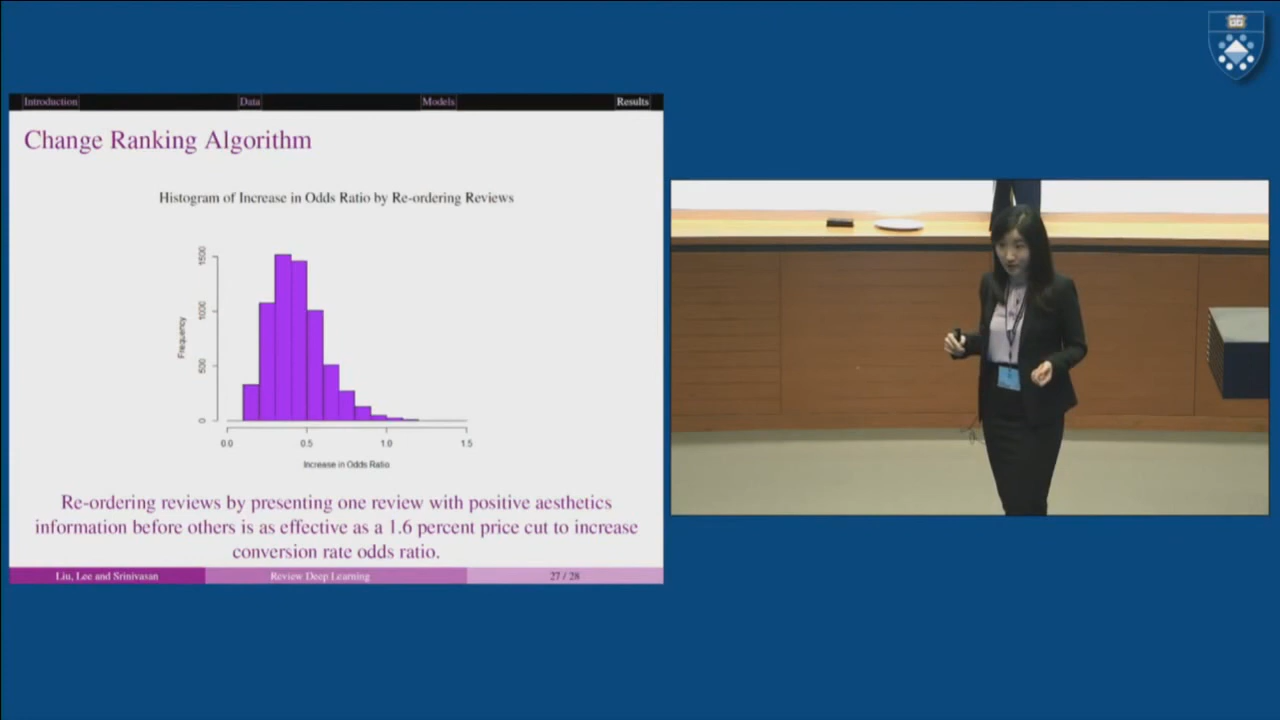 Introduction Data Models Results
Change Ranking Algorithm
Histogram of Increase in Odds Ratio by Re-ordering Reviews
Frequency
1500
1000
500
0
0.0 0.5 1.0 1.5
Increase in Odds Ratio
Re-ordering reviews by presenting one review with positive aesthetics
information before others is as effective as a 1.6 percent price cut to increase
conversion rate odds ratio.
Liu, Lee and Srinivasan Review Deep Learning 27 / 28